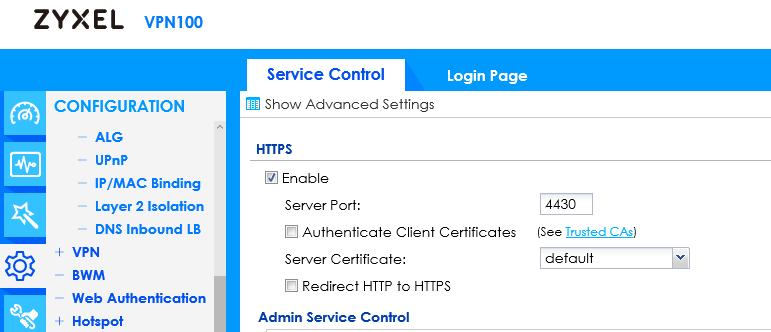 ZYXEL VPN100
Service Control
Login Page
CONFIGURATION
ALG
UPnP
IP/MAC Binding
Layer 2 Isolation
DNS Inbound LB
+ VPN
BWM
Web Authentication
+ Hotspot
Show Advanced Settings
HTTPS
Enable
Server Port: 4430
Authenticate Client Certificates (See Trusted CAs)
Server Certificate: default
Redirect HTTP to HTTPS
Admin Service Control